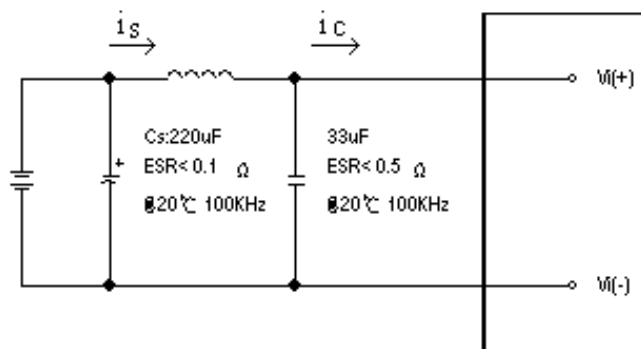 is
ic
Vi(+)
Cs:220uF
ESR< 0.1 Ω
@20℃ 100KHz
33uF
ESR< 0.5 Ω
@20℃ 100KHz
+
Vi(-)